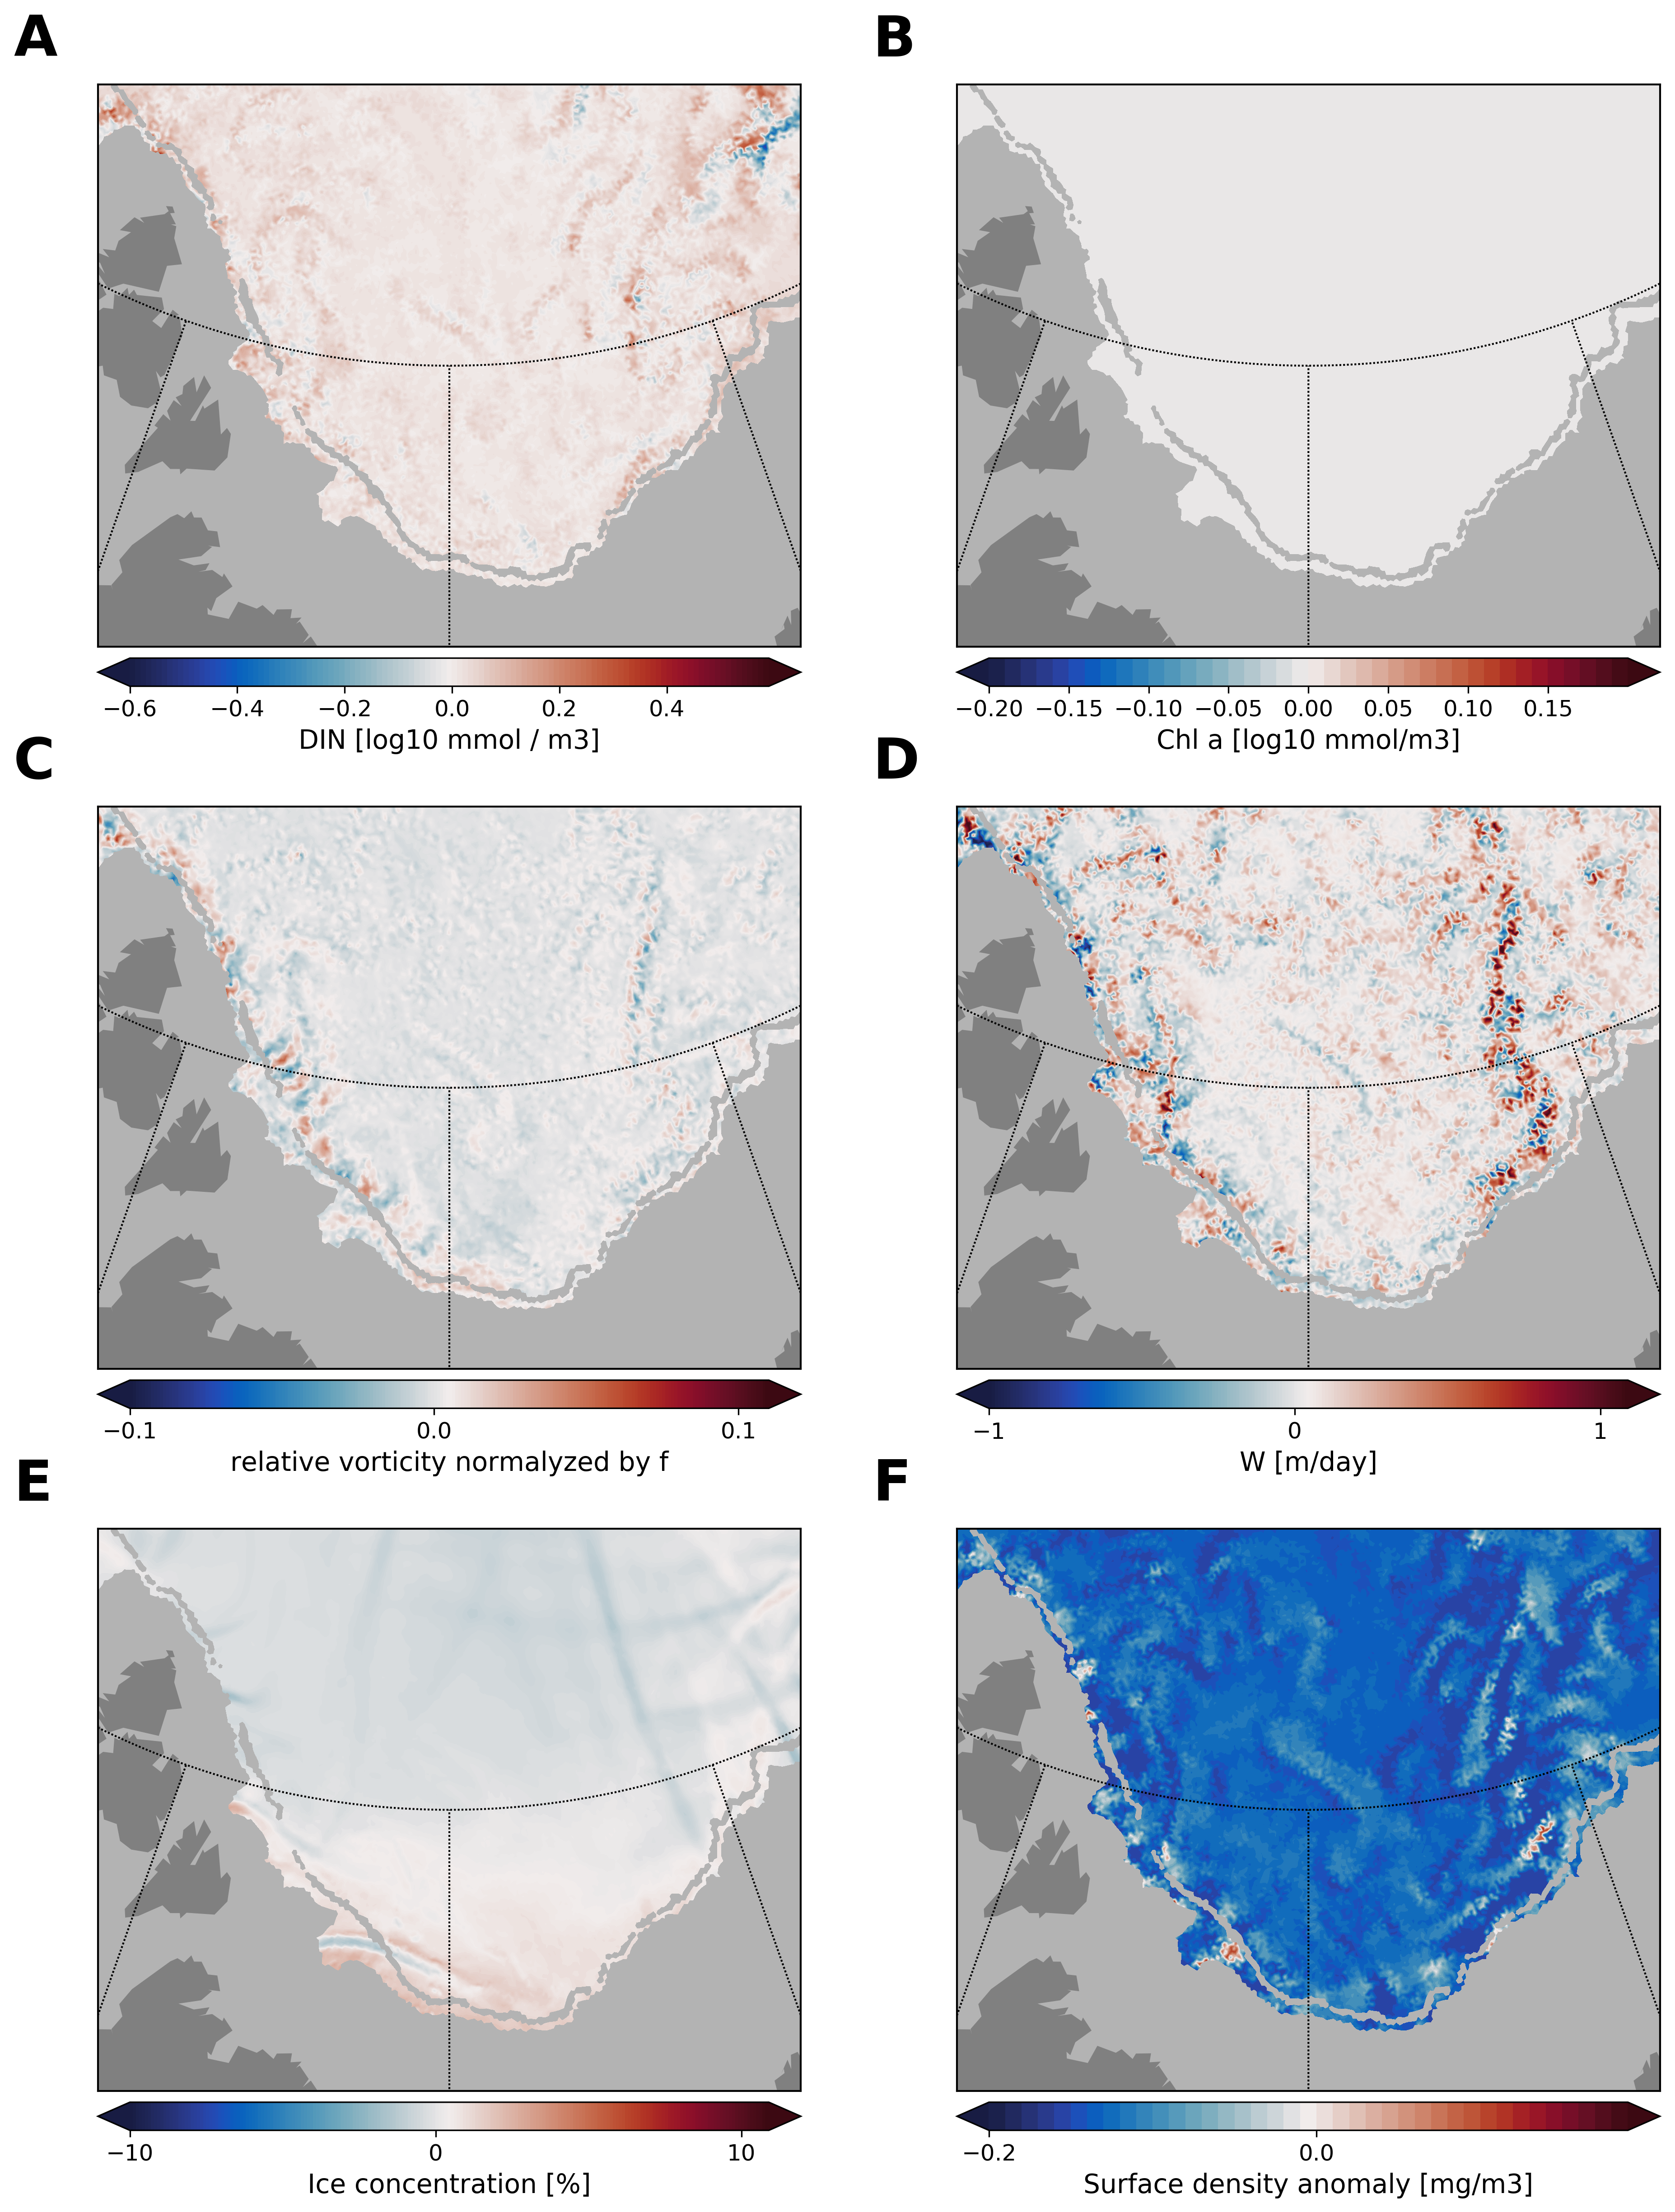 A
B
−0.6 −0.4 −0.2 0.0 0.2 0.4
DIN [log10 mmol / m3]
−0.20 −0.15 −0.10 −0.05 0.00 0.05 0.10 0.15
Chl a [log10 mmol/m3]
C
D
−0.1 0.0 0.1
relative vorticity normalyzed by f
−1 0 1
W [m/day]
E
F
−10 0 10
Ice concentration [%]
−0.2 0.0
Surface density anomaly [mg/m3]